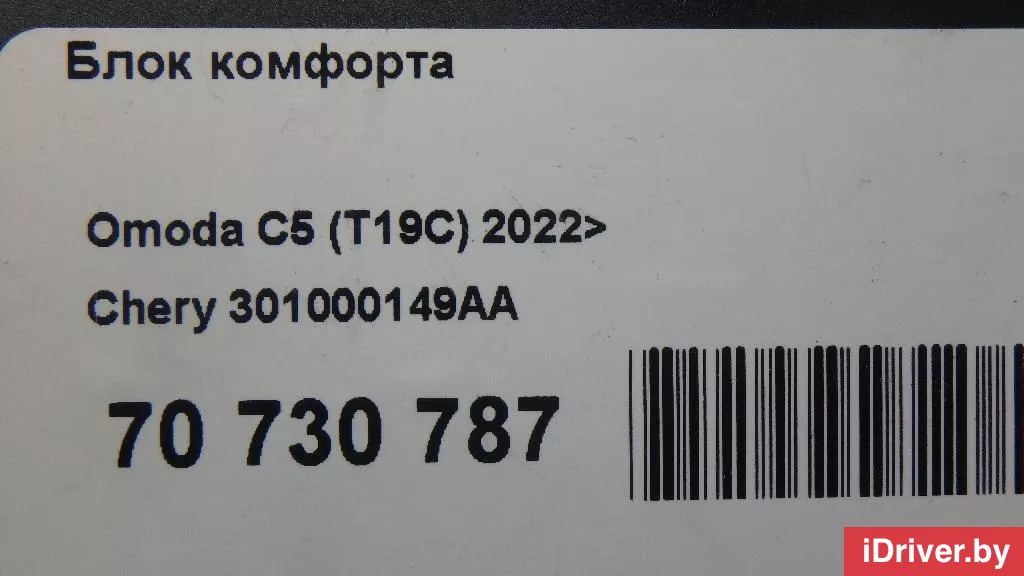 Блок комфорта
Omoda C5 (T19C) 2022>
Chery 301000149AA
70 730 787
iDriver.by